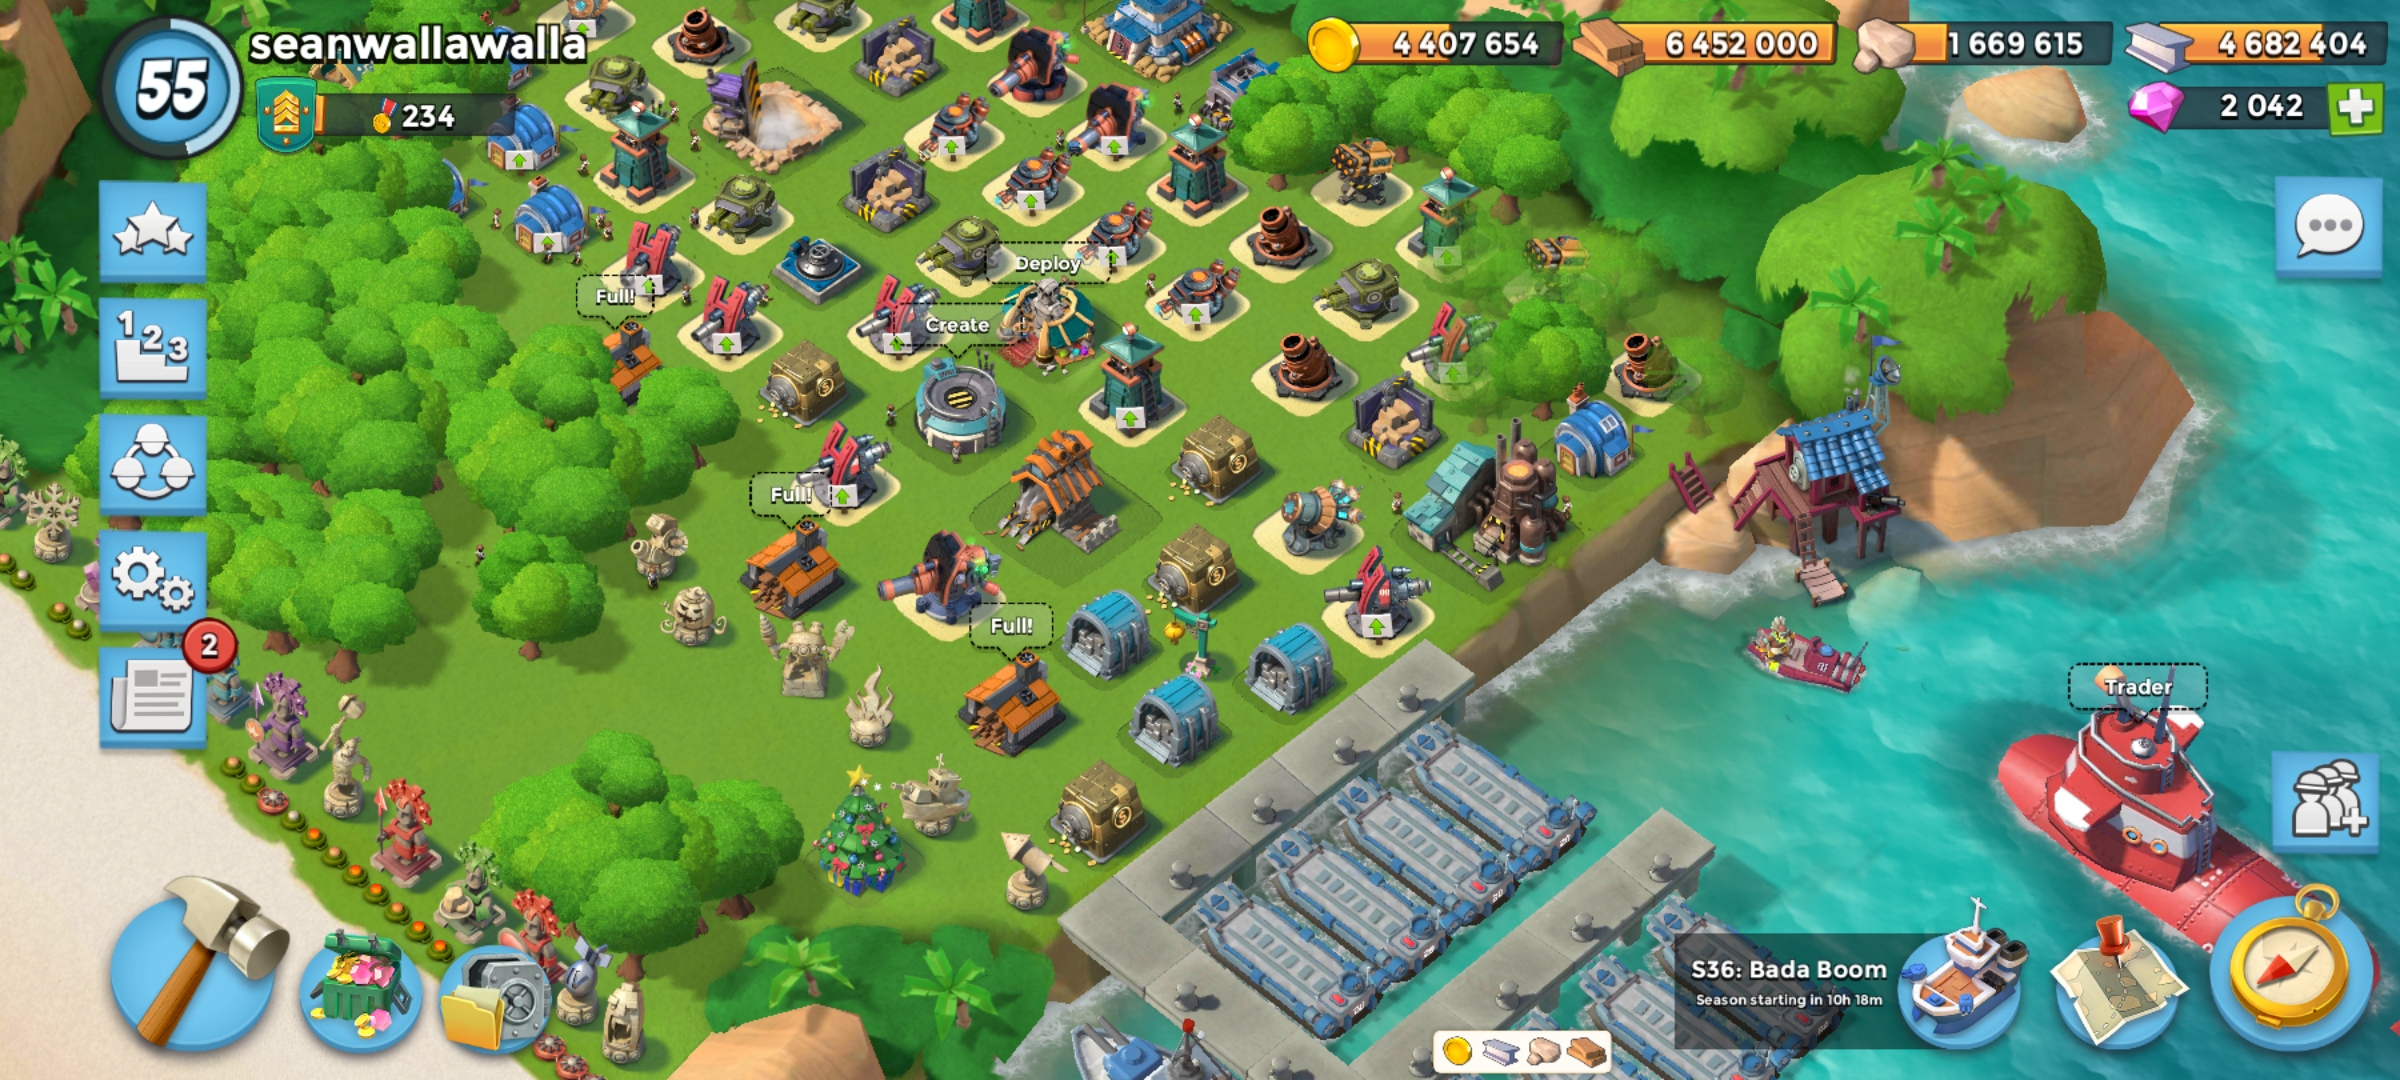 55
seanwallawalla
234
4 407 654
6 452 000
1 669 615
4 682 404
2 042
Deploy
Full!
Create
Full!
Full!
123
2
Trader
S36: Bada Boom
Season starting in 10h 18m